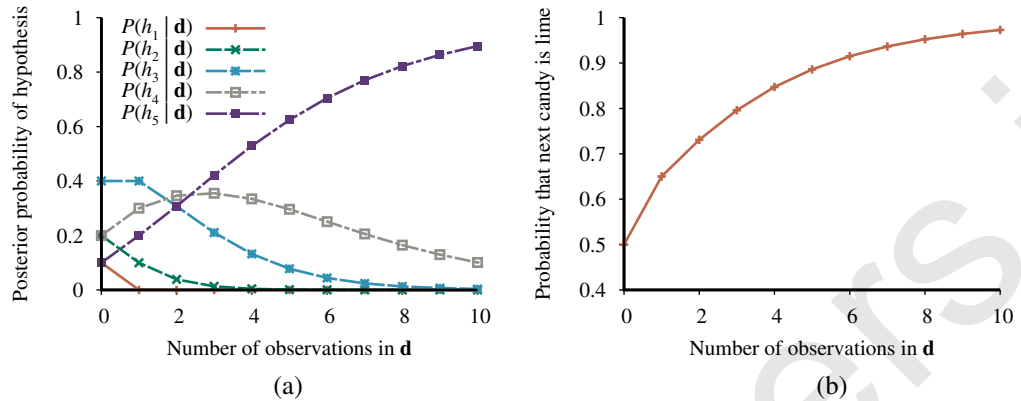 P(h1 | d)
P(h2 | d)
P(h3 | d)
P(h4 | d)
P(h5 | d)
Posterior probability of hypothesis
1
0.8
0.6
0.4
0.2
0
0 2 4 6 8 10
Number of observations in d
(a)
Probability that next candy is lime
1
0.9
0.8
0.7
0.6
0.5
0.4
0 2 4 6 8 10
Number of observations in d
(b)
ers